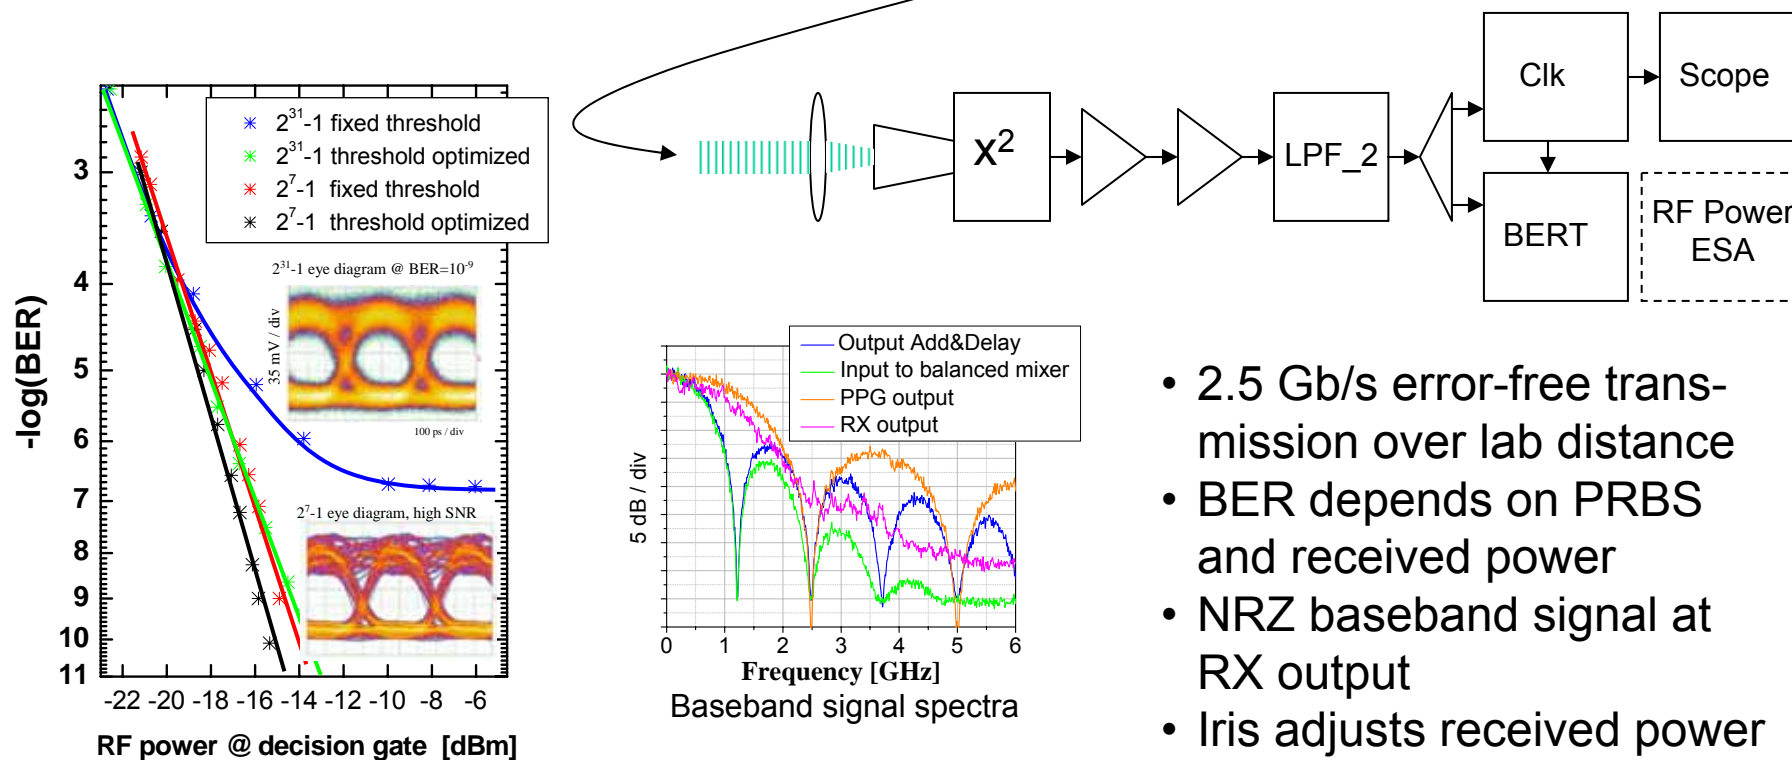 2³¹-1 fixed threshold
2³¹-1 threshold optimized
2⁷-1 fixed threshold
2⁷-1 threshold optimized
-log(BER)
3
4
5
6
7
8
9
10
11
2³¹-1 eye diagram @ BER=10⁻⁹
35 mV / div
100 ps / div
2⁷-1 eye diagram, high SNR
-22 -20 -18 -16 -14 -12 -10 -8 -6
RF power @ decision gate [dBm]
X²
LPF_2
Clk
Scope
BERT
RF Power
ESA
Output Add&Delay
Input to balanced mixer
PPG output
RX output
5 dB / div
0 1 2 3 4 5 6
Frequency [GHz]
Baseband signal spectra
• 2.5 Gb/s error-free trans-
mission over lab distance
• BER depends on PRBS
and received power
• NRZ baseband signal at
RX output
• Iris adjusts received power